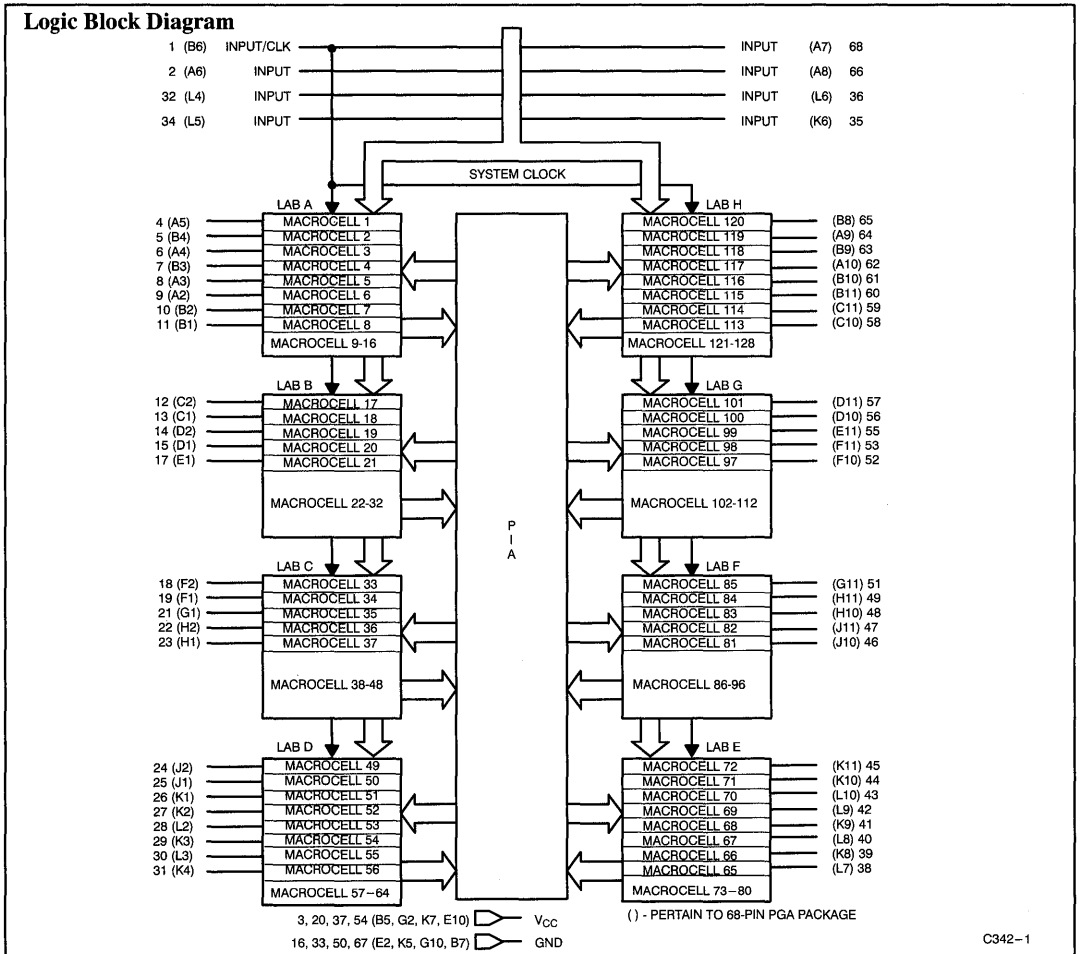 Logic Block Diagram
1 (B6) INPUT/CLK INPUT (A7) 68
2 (A6) INPUT INPUT (A8) 66
32 (L4) INPUT INPUT (L6) 36
34 (L5) INPUT INPUT (K6) 35
SYSTEM CLOCK
LAB A LAB H
4 (A5) MACROCELL 1 MACROCELL 120 (B8) 65
5 (B4) MACROCELL 2 MACROCELL 119 (A9) 64
6 (A4) MACROCELL 3 MACROCELL 118 (B9) 63
7 (B3) MACROCELL 4 MACROCELL 117 (A10) 62
8 (A3) MACROCELL 5 MACROCELL 116 (B10) 61
9 (A2) MACROCELL 6 MACROCELL 115 (B11) 60
10 (B2) MACROCELL 7 MACROCELL 114 (C11) 59
11 (B1) MACROCELL 8 MACROCELL 113 (C10) 58
MACROCELL 9-16 MACROCELL 121-128
LAB B LAB G
12 (C2) MACROCELL 17 MACROCELL 101 (D11) 57
13 (C1) MACROCELL 18 MACROCELL 100 (D10) 56
14 (D2) MACROCELL 19 MACROCELL 99 (E11) 55
15 (D1) MACROCELL 20 MACROCELL 98 (F11) 53
17 (E1) MACROCELL 21 MACROCELL 97 (F10) 52
MACROCELL 22-32 MACROCELL 102-112
P
I
A
LAB C LAB F
18 (F2) MACROCELL 33 MACROCELL 85 (G11) 51
19 (F1) MACROCELL 34 MACROCELL 84 (H11) 49
21 (G1) MACROCELL 35 MACROCELL 83 (H10) 48
22 (H2) MACROCELL 36 MACROCELL 82 (J11) 47
23 (H1) MACROCELL 37 MACROCELL 81 (J10) 46
MACROCELL 38-48 MACROCELL 86-96
LAB D LAB E
24 (J2) MACROCELL 49 MACROCELL 72 (K11) 45
25 (J1) MACROCELL 50 MACROCELL 71 (K10) 44
26 (K1) MACROCELL 51 MACROCELL 70 (L10) 43
27 (K2) MACROCELL 52 MACROCELL 69 (L9) 42
28 (L2) MACROCELL 53 MACROCELL 68 (K9) 41
29 (K3) MACROCELL 54 MACROCELL 67 (L8) 40
30 (L3) MACROCELL 55 MACROCELL 66 (K8) 39
31 (K4) MACROCELL 56 MACROCELL 65 (L7) 38
MACROCELL 57–64 MACROCELL 73–80
3, 20, 37, 54 (B5, G2, K7, E10) VCC () - PERTAIN TO 68-PIN PGA PACKAGE
16, 33, 50, 67 (E2, K5, G10, B7) GND
C342–1